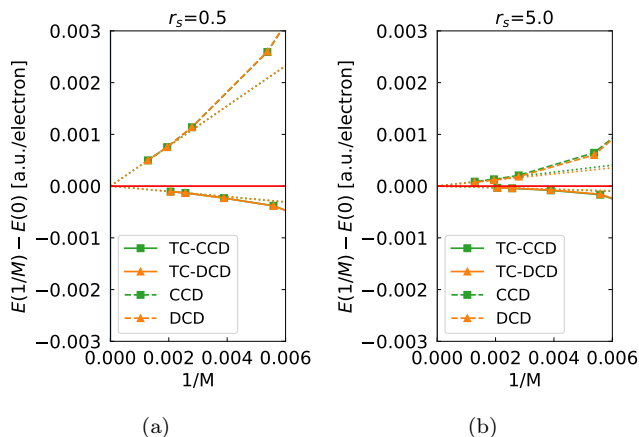 r_s=0.5
E(1/M) − E(0) [a.u./electron]
0.003
0.002
0.001
0.000
−0.001
−0.002
−0.003
TC-CCD
TC-DCD
CCD
DCD
0.000 0.002 0.004 0.006
1/M
(a)
r_s=5.0
E(1/M) − E(0) [a.u./electron]
0.003
0.002
0.001
0.000
−0.001
−0.002
−0.003
TC-CCD
TC-DCD
CCD
DCD
0.000 0.002 0.004 0.006
1/M
(b)